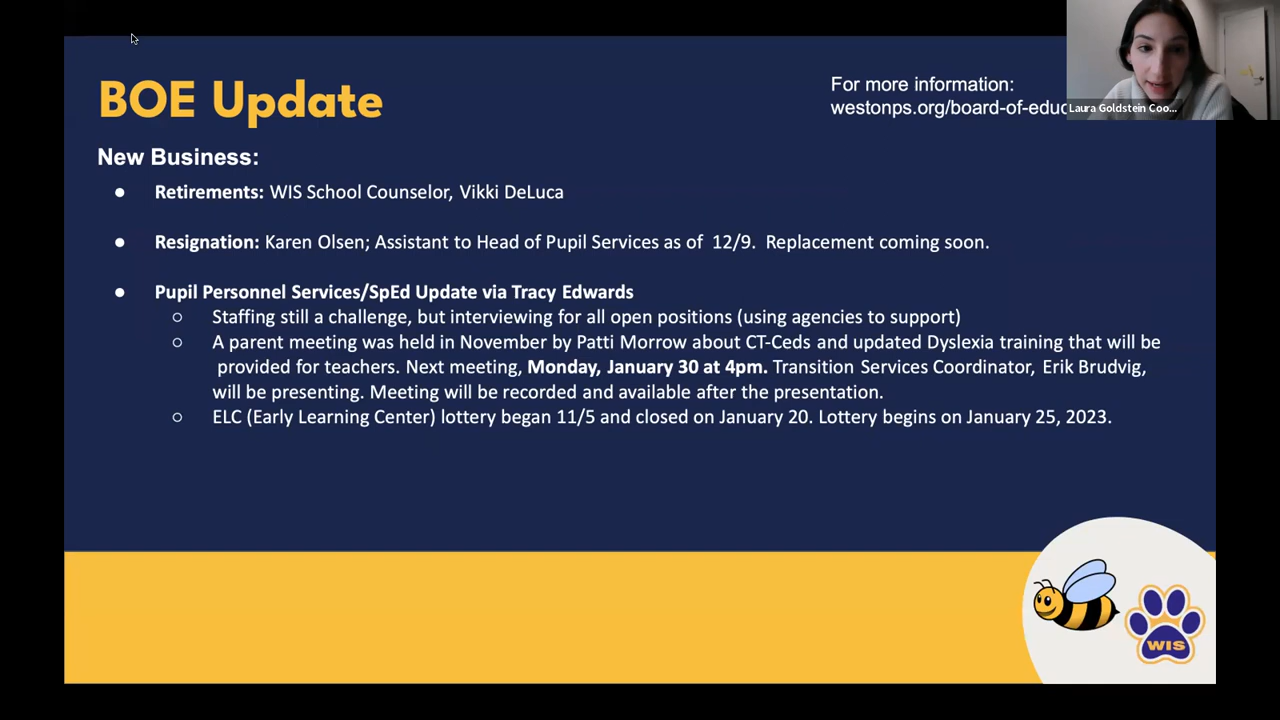 BOE Update
For more information:
westonps.org/board-of-educ
Laura Goldstein Coo...
New Business:
● Retirements: WIS School Counselor, Vikki DeLuca
● Resignation: Karen Olsen; Assistant to Head of Pupil Services as of 12/9. Replacement coming soon.
● Pupil Personnel Services/SpEd Update via Tracy Edwards
○ Staffing still a challenge, but interviewing for all open positions (using agencies to support)
○ A parent meeting was held in November by Patti Morrow about CT-Ceds and updated Dyslexia training that will be
provided for teachers. Next meeting, Monday, January 30 at 4pm. Transition Services Coordinator, Erik Brudvig,
will be presenting. Meeting will be recorded and available after the presentation.
○ ELC (Early Learning Center) lottery began 11/5 and closed on January 20. Lottery begins on January 25, 2023.
WIS